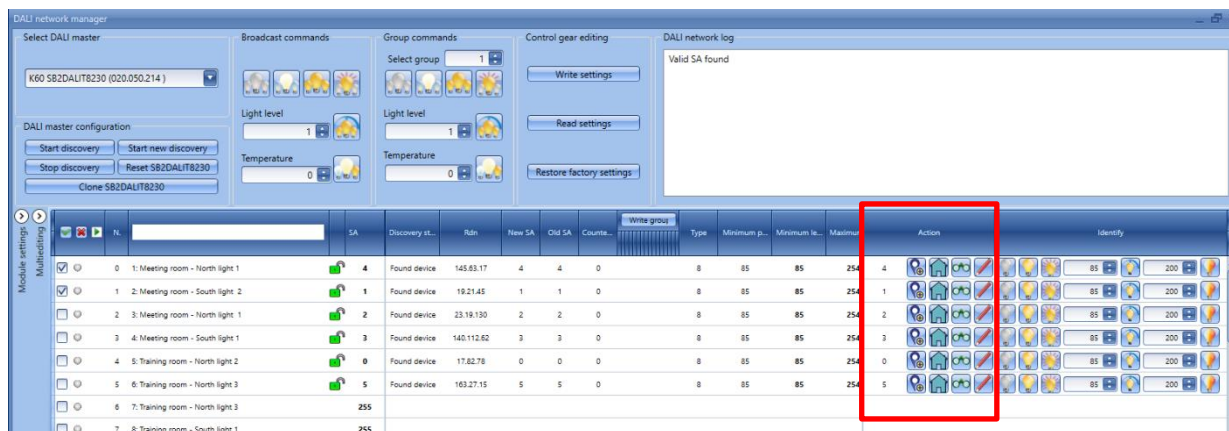 DALI network manager
Select DALI master
K60 SB2DALIT8230 (020.050.214 )
DALI master configuration
Start discovery Start new discovery
Stop discovery Reset SB2DALIT8230
Clone SB2DALIT8230
Broadcast commands
Light level
1
Temperature
0
Group commands
Select group 1
Light level
1
Temperature
0
Control gear editing
Write settings
Read settings
Restore factory settings
DALI network log
Valid SA found
Module settings
Multiediting
N. SA Discovery st... Rdn New SA Old SA Counte... Write group Type Minimum p... Minimum le... Maximum Action Identify
0 1: Meeting room - North light 1 4 Found device 145.63.17 4 4 0 8 85 85 254 4 85 200
1 2: Meeting room - South light 2 1 Found device 19.21.45 1 1 0 8 85 85 254 1 85 200
2 3: Meeting room - North light 1 2 Found device 23.19.130 2 2 0 8 85 85 254 2 85 200
3 4: Meeting room - South light 1 3 Found device 140.112.62 3 3 0 8 85 85 254 3 85 200
4 5: Training room - North light 2 0 Found device 17.82.78 0 0 0 8 85 85 254 0 85 200
5 6: Training room - North light 3 5 Found device 163.27.15 5 5 0 8 85 85 254 5 85 200
6 7: Training room - North light 3 255
7 8: Training room - South light 1 255